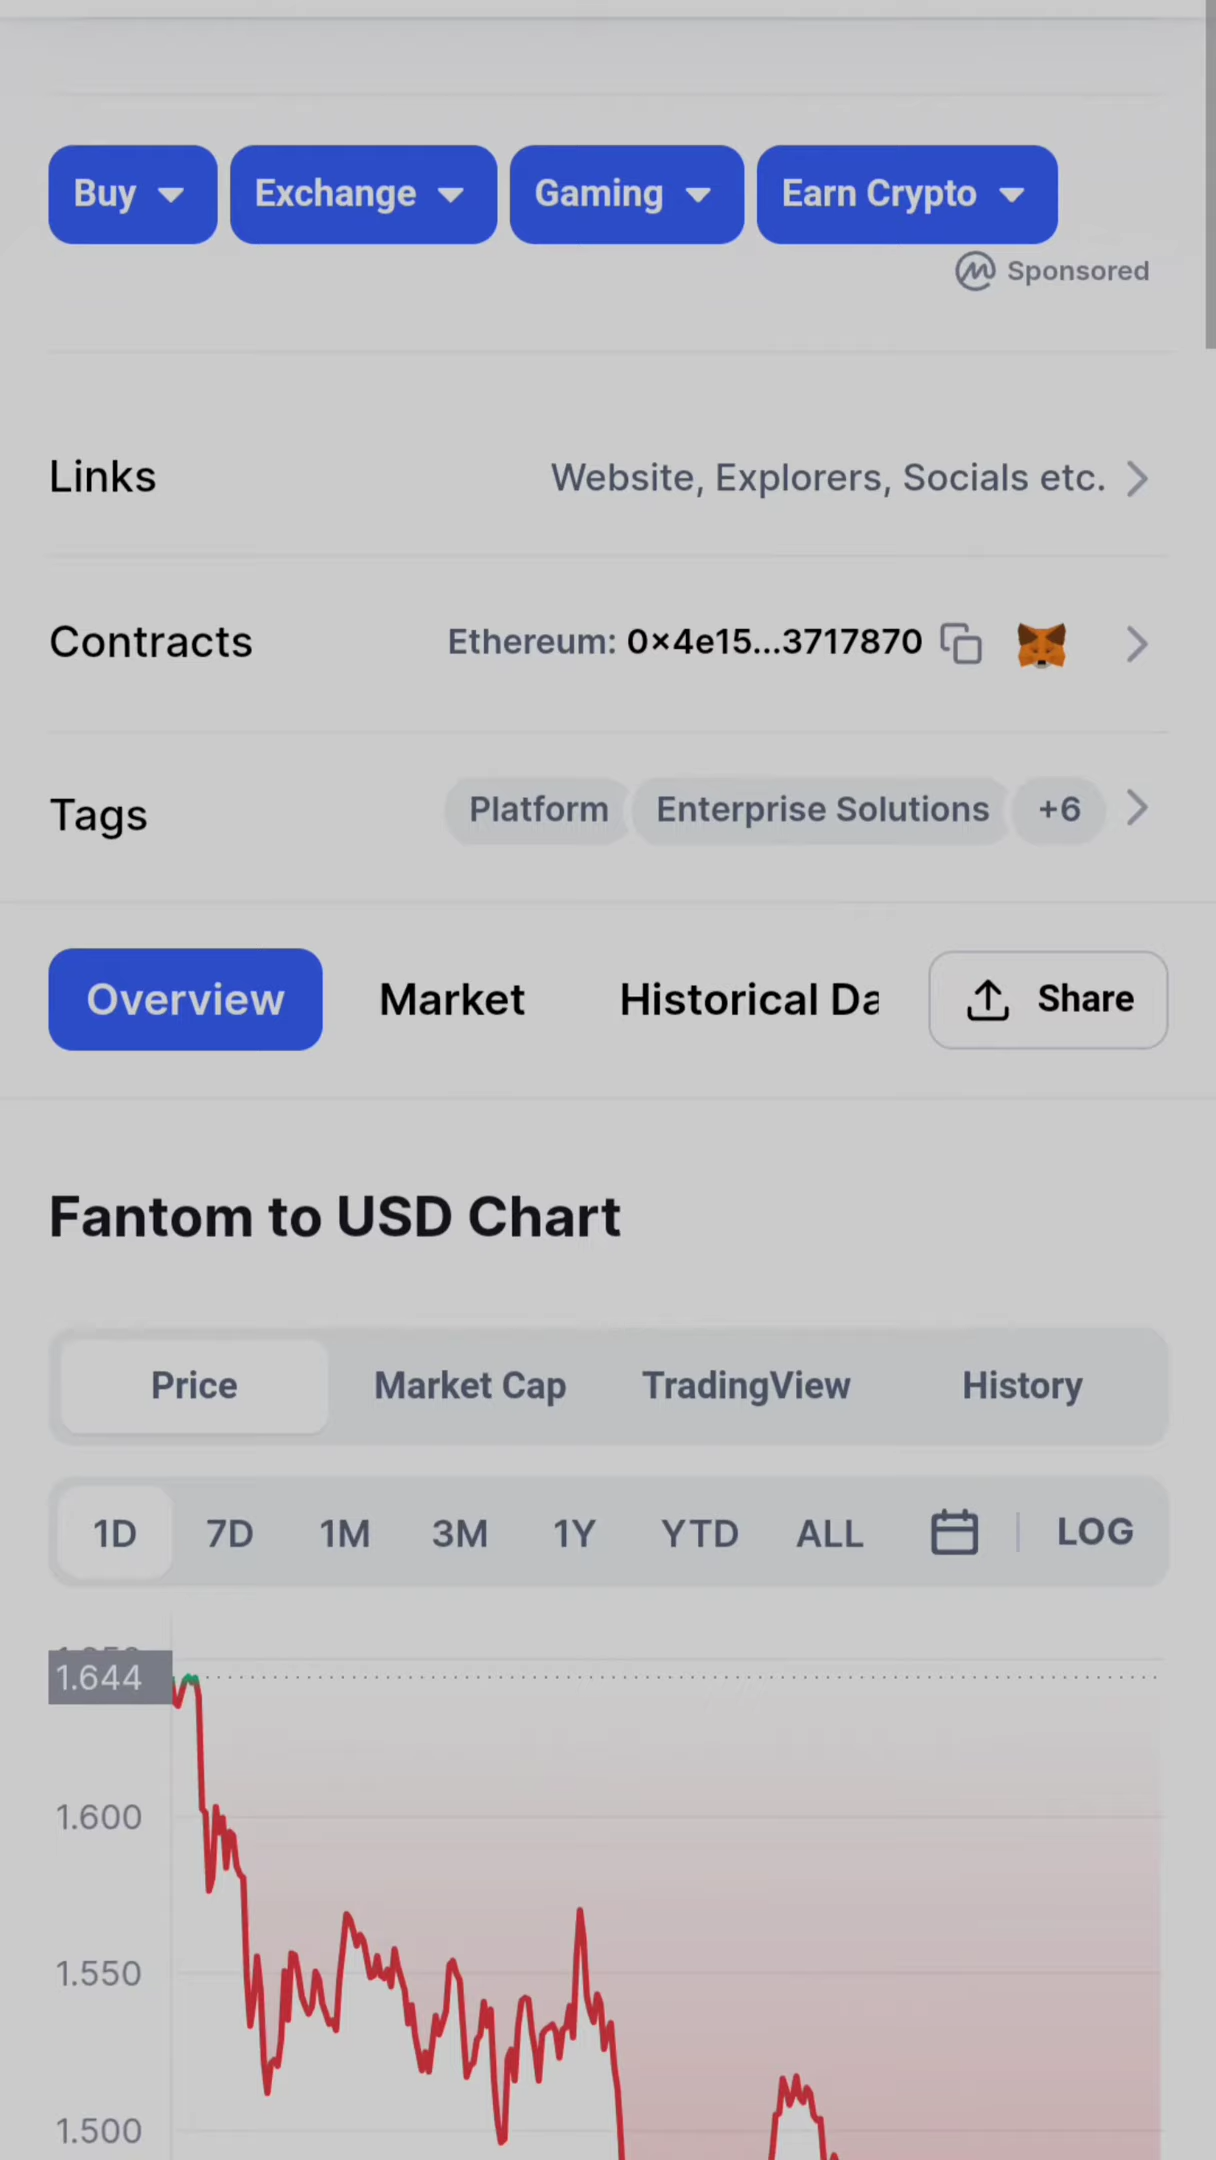 Buy Exchange Gaming Earn Crypto
Sponsored
Links Website, Explorers, Socials etc.
Contracts Ethereum: 0×4e15...3717870
Tags Platform Enterprise Solutions +6
Overview Market Historical Da Share
Fantom to USD Chart
Price Market Cap TradingView History
1D 7D 1M 3M 1Y YTD ALL LOG
1.644
1.600
1.550
1.500